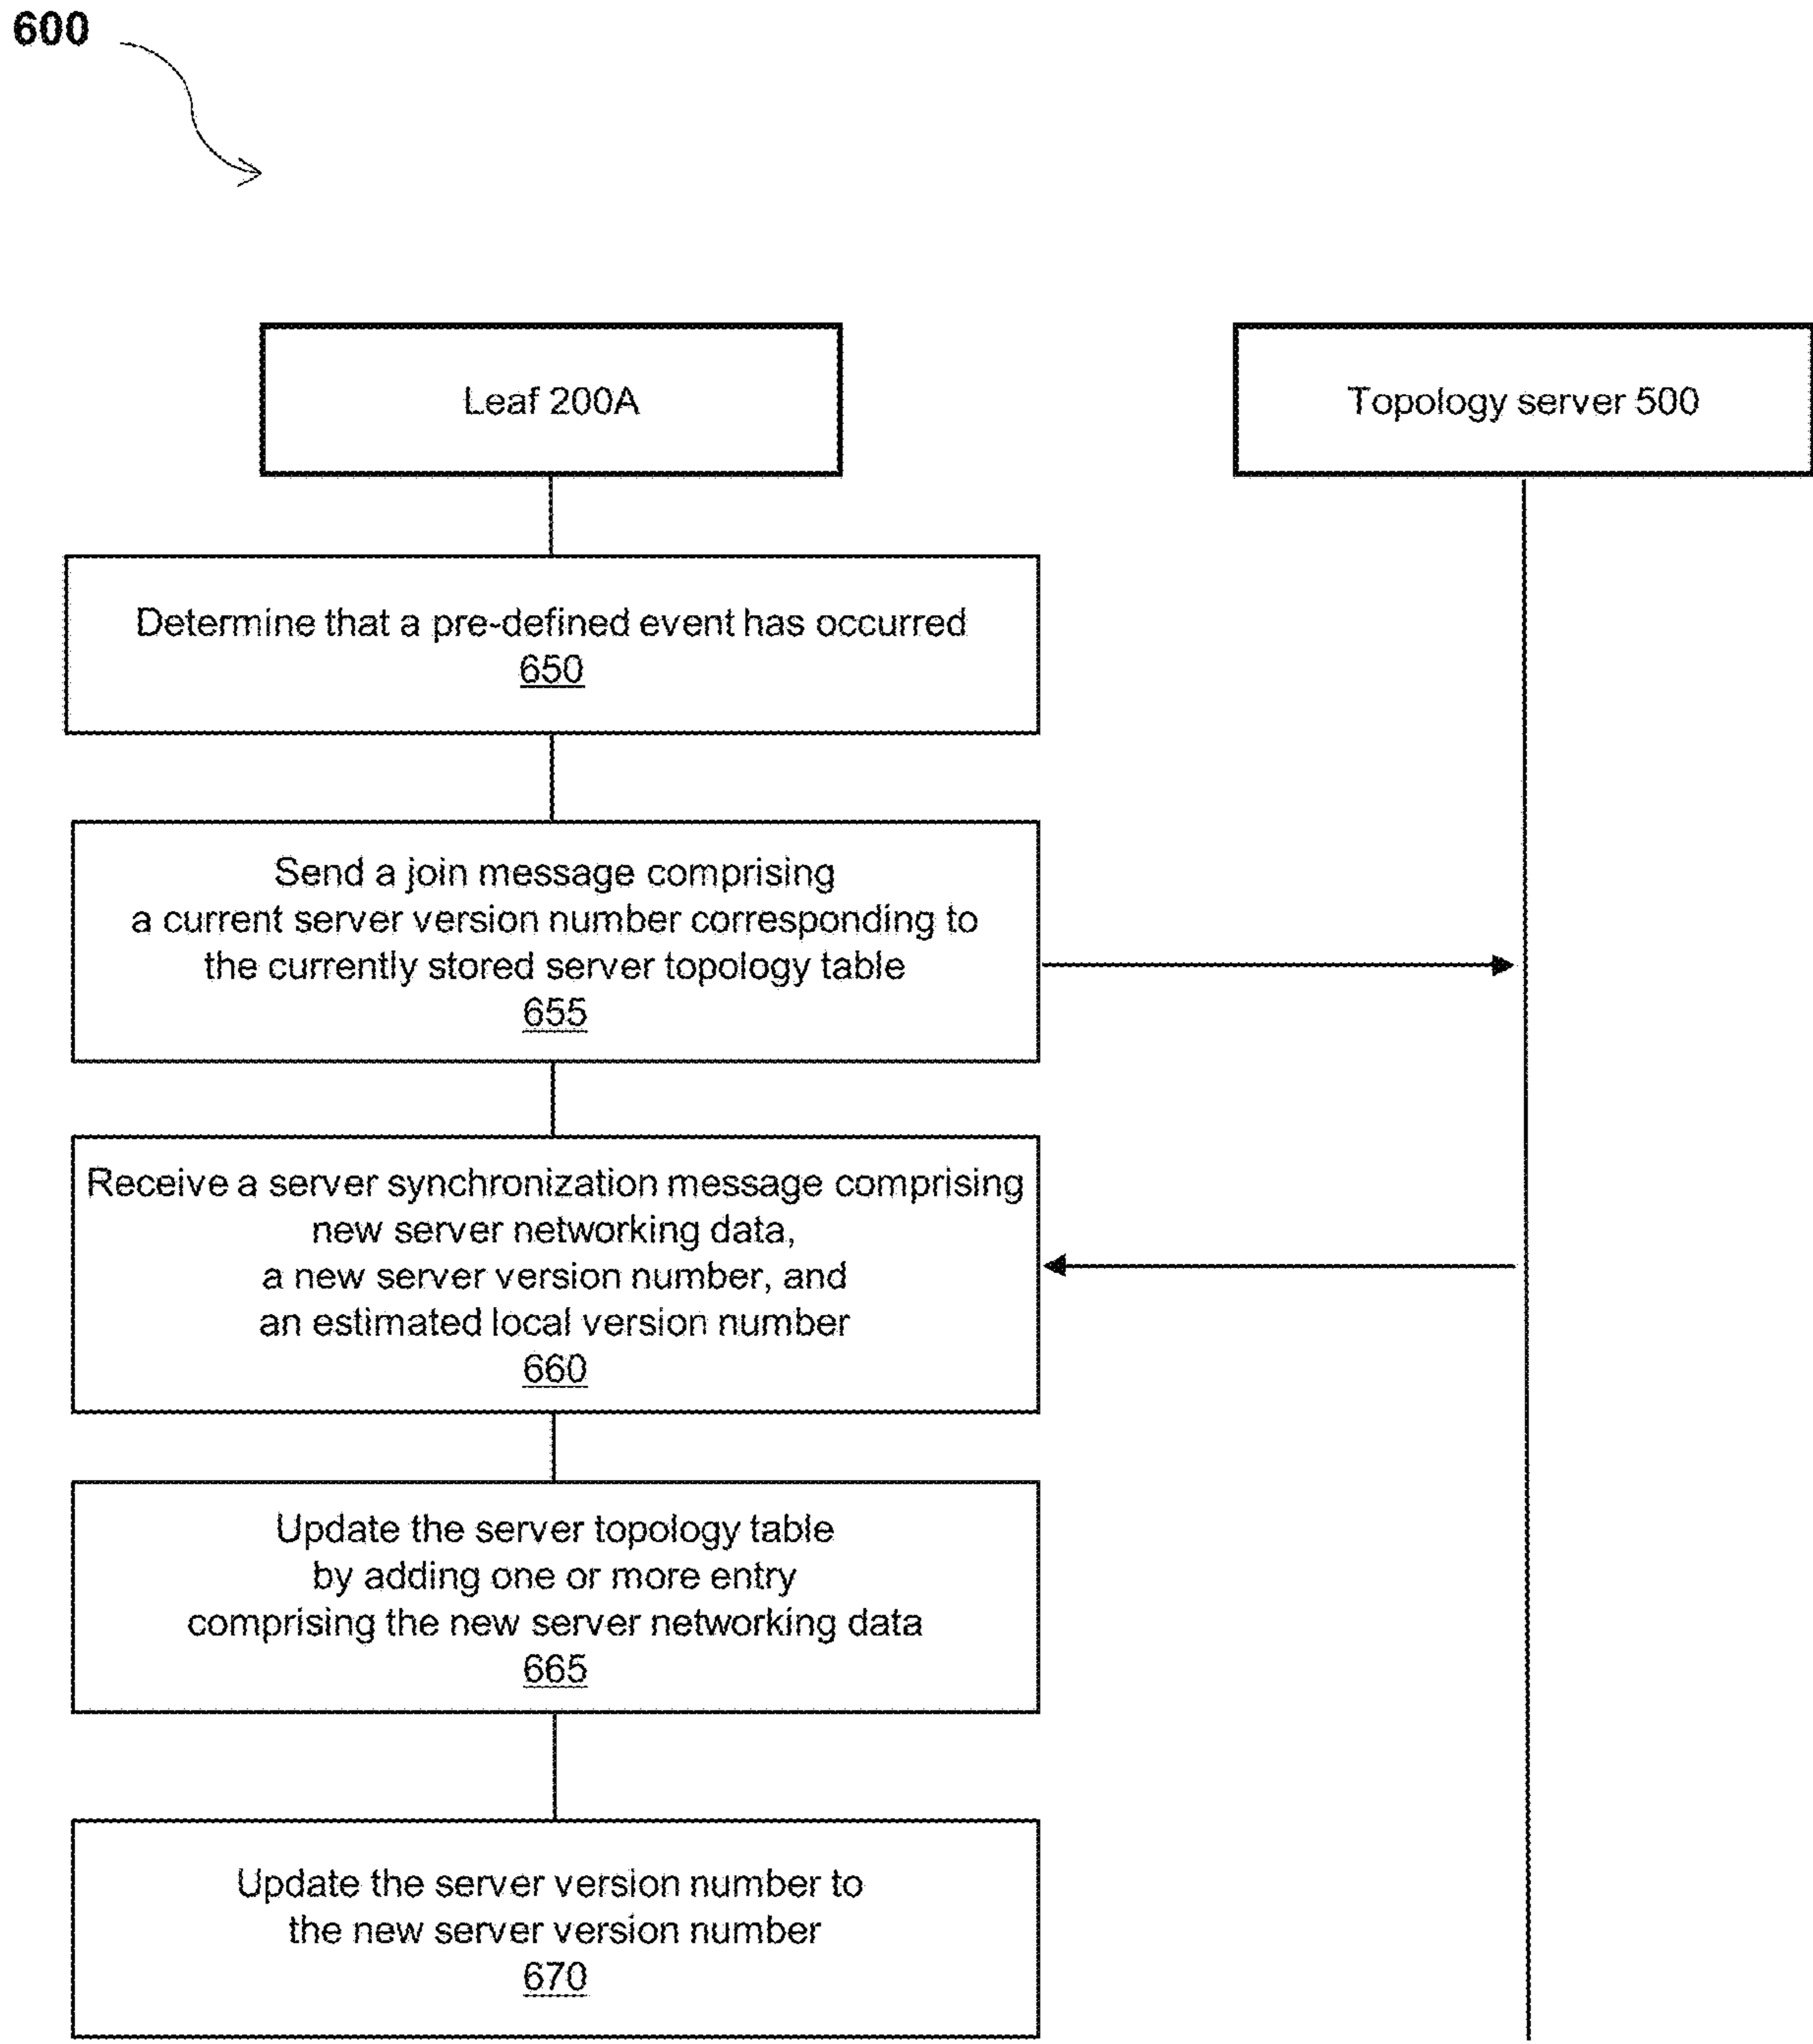 600
Leaf 200A
Topology server 500
Determine that a pre-defined event has occurred
650
Send a join message comprising
a current server version number corresponding to
the currently stored server topology table
655
Receive a server synchronization message comprising
new server networking data,
a new server version number, and
an estimated local version number
660
Update the server topology table
by adding one or more entry
comprising the new server networking data
665
Update the server version number to
the new server version number
670